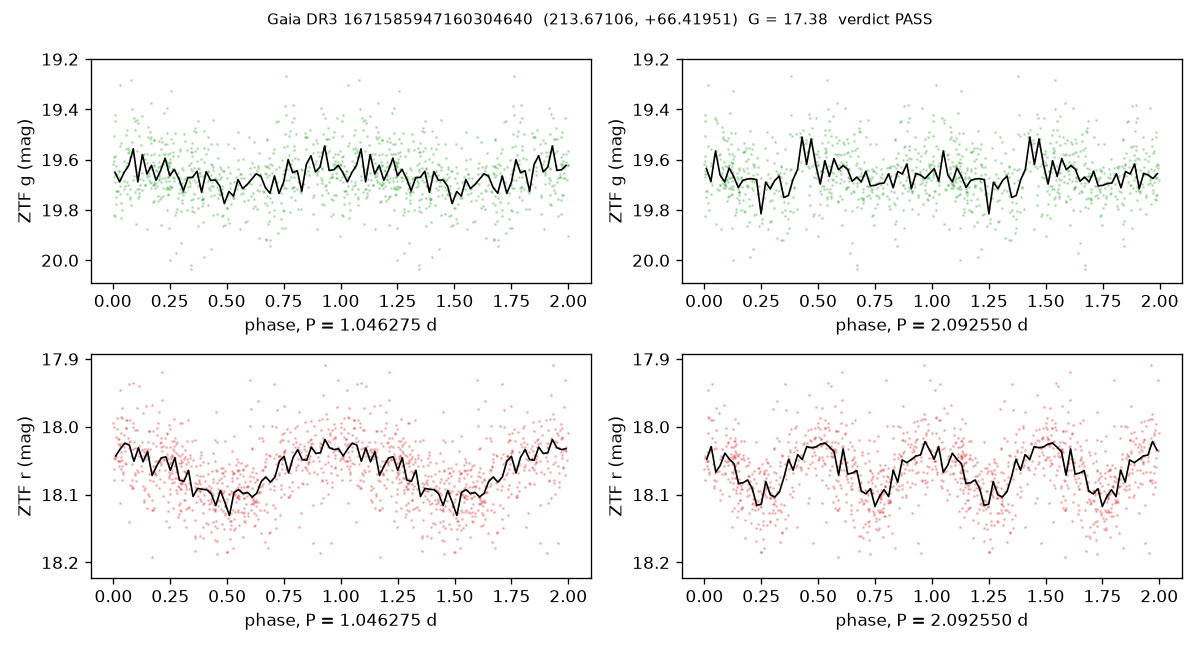 Gaia DR3 1671585947160304640  (213.67106, +66.41951)  G = 17.38  verdict PASS
ZTF g (mag)
19.2
19.4
19.6
19.8
20.0
0.00 0.25 0.50 0.75 1.00 1.25 1.50 1.75 2.00
phase, P = 1.046275 d
ZTF g (mag)
19.2
19.4
19.6
19.8
20.0
0.00 0.25 0.50 0.75 1.00 1.25 1.50 1.75 2.00
phase, P = 2.092550 d
ZTF r (mag)
17.9
18.0
18.1
18.2
0.00 0.25 0.50 0.75 1.00 1.25 1.50 1.75 2.00
phase, P = 1.046275 d
ZTF r (mag)
17.9
18.0
18.1
18.2
0.00 0.25 0.50 0.75 1.00 1.25 1.50 1.75 2.00
phase, P = 2.092550 d